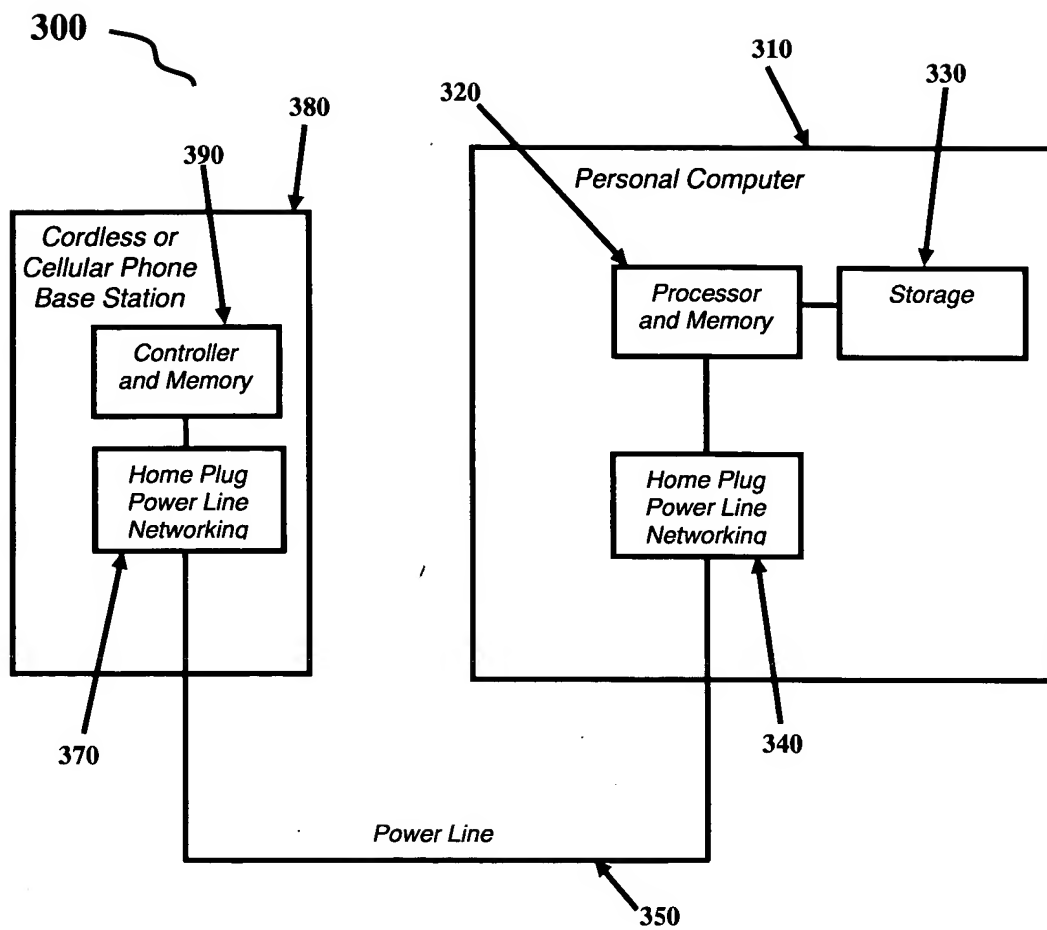 300
310
330
320
380
390
Personal Computer
Cordless or
Cellular Phone
Base Station
Processor
and Memory
Storage
Controller
and Memory
Home Plug
Power Line
Networking
Home Plug
Power Line
Networking
370
340
Power Line
350